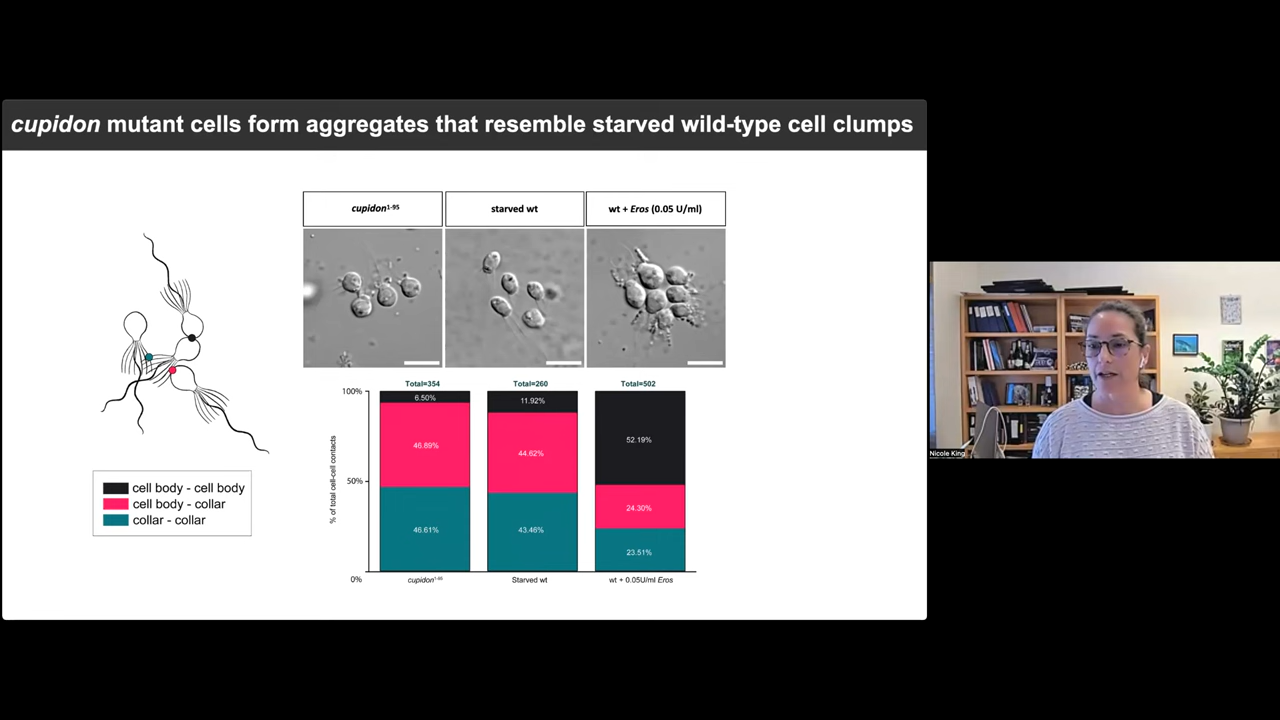 cupidon mutant cells form aggregates that resemble starved wild-type cell clumps
cupidon1-95
starved wt
wt + Eros (0.05 U/ml)
cell body - cell body
cell body - collar
collar - collar
% of total cell-cell contacts
100%
50%
0%
Total=354
Total=260
Total=502
6.50%
46.89%
46.61%
11.92%
44.62%
43.46%
52.19%
24.30%
23.51%
cupidon
Starved wt
wt + 0.05U/ml Eros
Nicole King